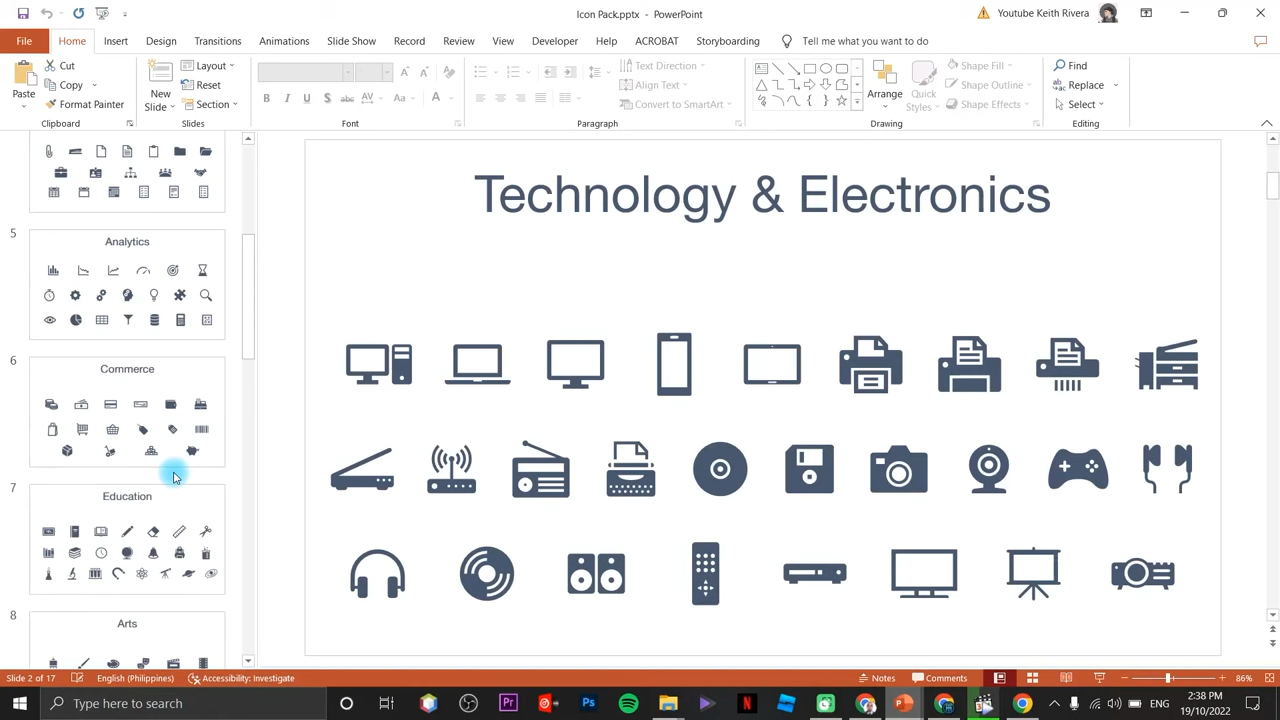 Icon Pack.pptx - PowerPoint
Youtube Keith Rivera
File
Home
Insert
Design
Transitions
Animations
Slide Show
Record
Review
View
Developer
Help
ACROBAT
Storyboarding
Tell me what you want to do
Paste
Cut
Copy
Format Painter
Clipboard
New Slide
Layout
Reset
Section
Slides
B I U S abc AV Aa A
Font
Text Direction
Align Text
Convert to SmartArt
Paragraph
Arrange
Quick Styles
Shape Fill
Shape Outline
Shape Effects
Drawing
Find
Replace
Select
Editing
5
Analytics
6
Commerce
7
Education
8
Arts
Technology & Electronics
Slide 2 of 17
English (Philippines)
Accessibility: Investigate
Notes
Comments
86%
Type here to search
Pr
Ps
ENG
2:38 PM
19/10/2022